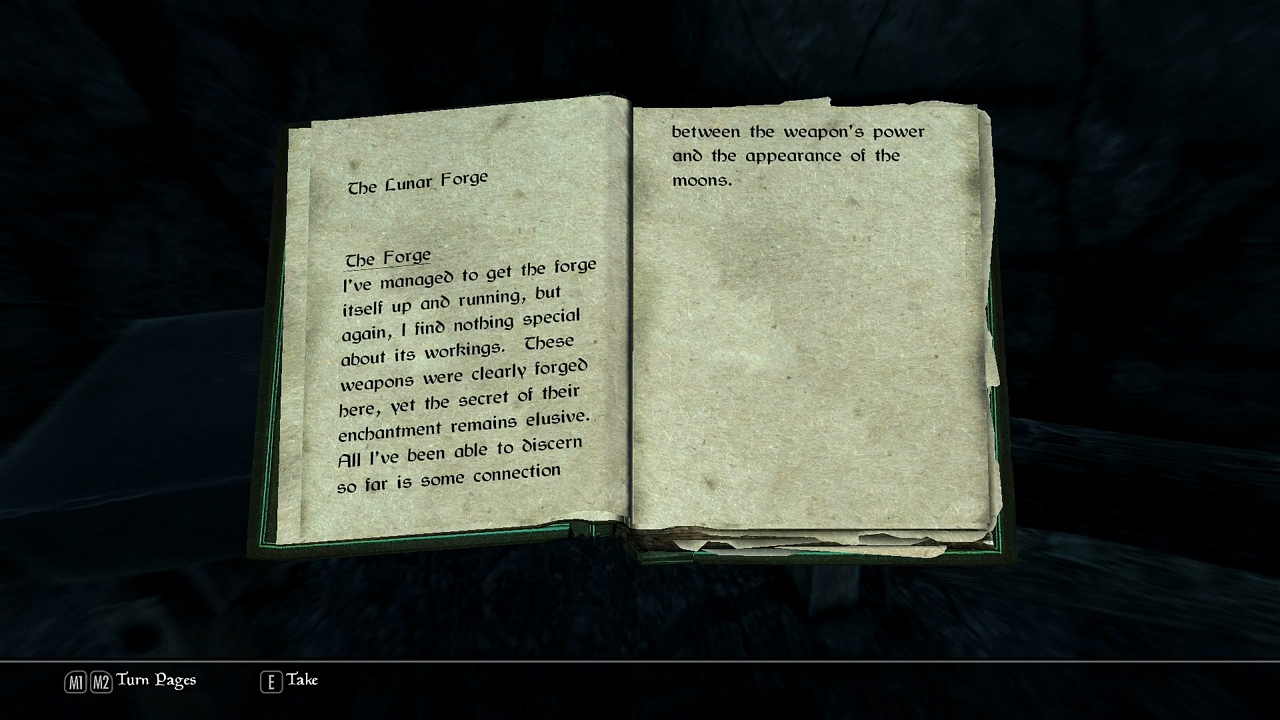 The Lunar Forge
The Forge
I've managed to get the forge
itself up and running, but
again, I find nothing special
about its workings.  These
weapons were clearly forged
here, yet the secret of their
enchantment remains elusive.
All I've been able to discern
so far is some connection
between the weapon's power
and the appearance of the
moons.
M1 M2 Turn Pages
E Take